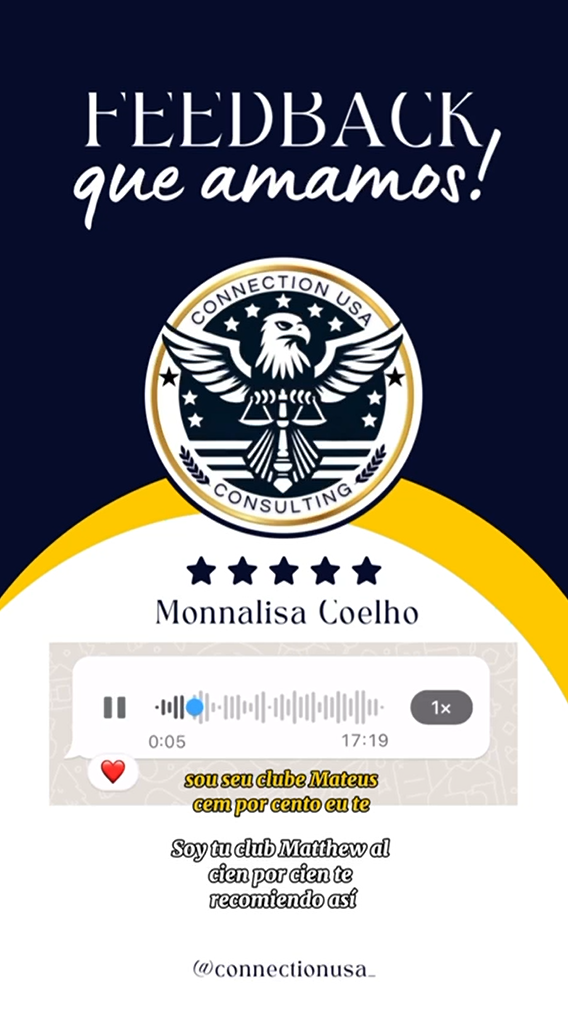 FEEDBACK
que amamos!
CONNECTION USA
CONSULTING
Monnalisa Coelho
1x
0:05
17:19
sou seu clube Mateus
cem por cento eu te
Soy tu club Matthew al
cien por cien te
recomiendo así
@connectionusa_